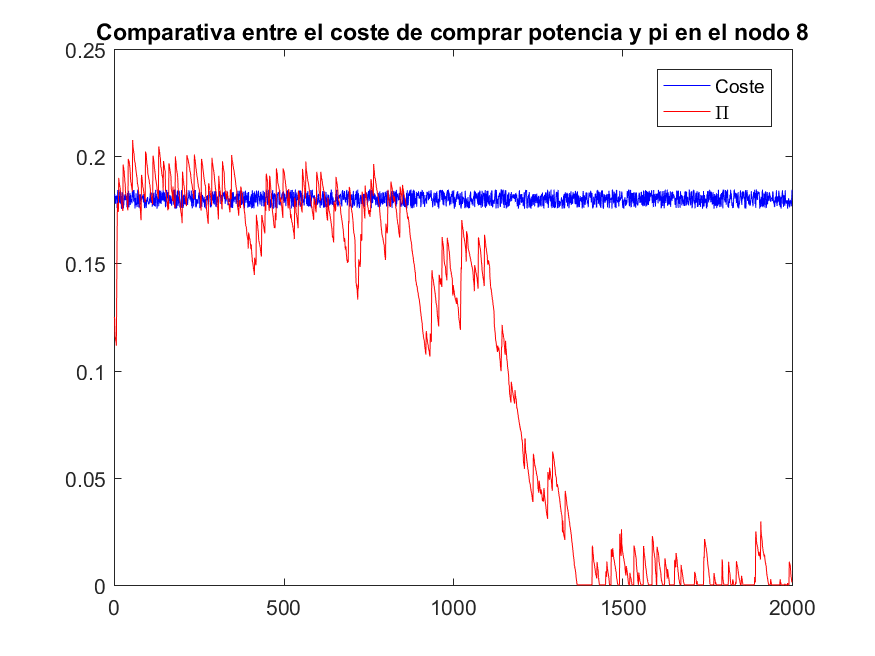 Comparativa entre el coste de comprar potencia y pi en el nodo 8
0.25
0.2
0.15
0.1
0.05
0
0 500 1000 1500 2000
Coste
Π